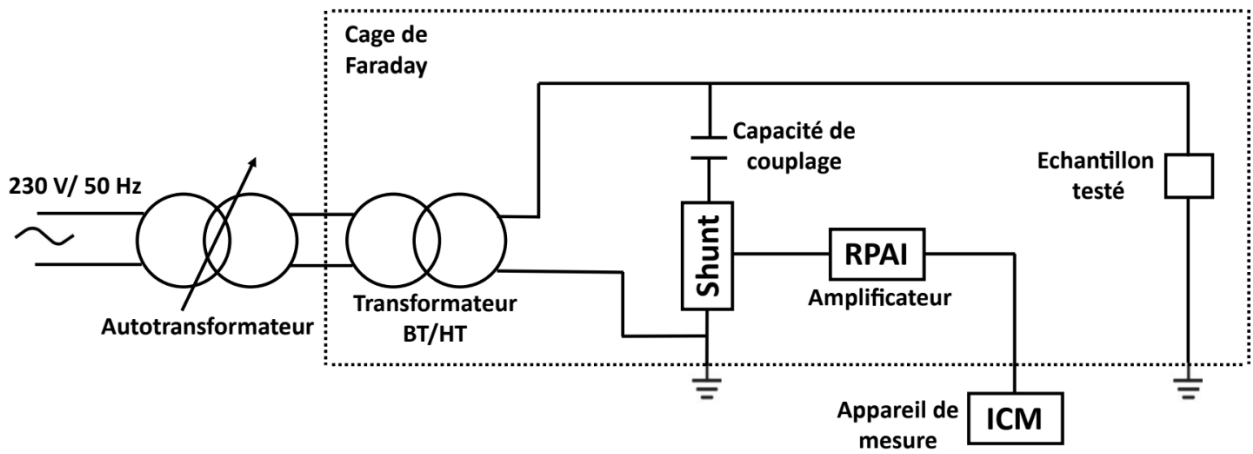 Cage de
Faraday
230 V/ 50 Hz
Autotransformateur
Transformateur
BT/HT
Capacité de
couplage
Shunt
RPAI
Amplificateur
Echantillon
testé
Appareil de
mesure
ICM